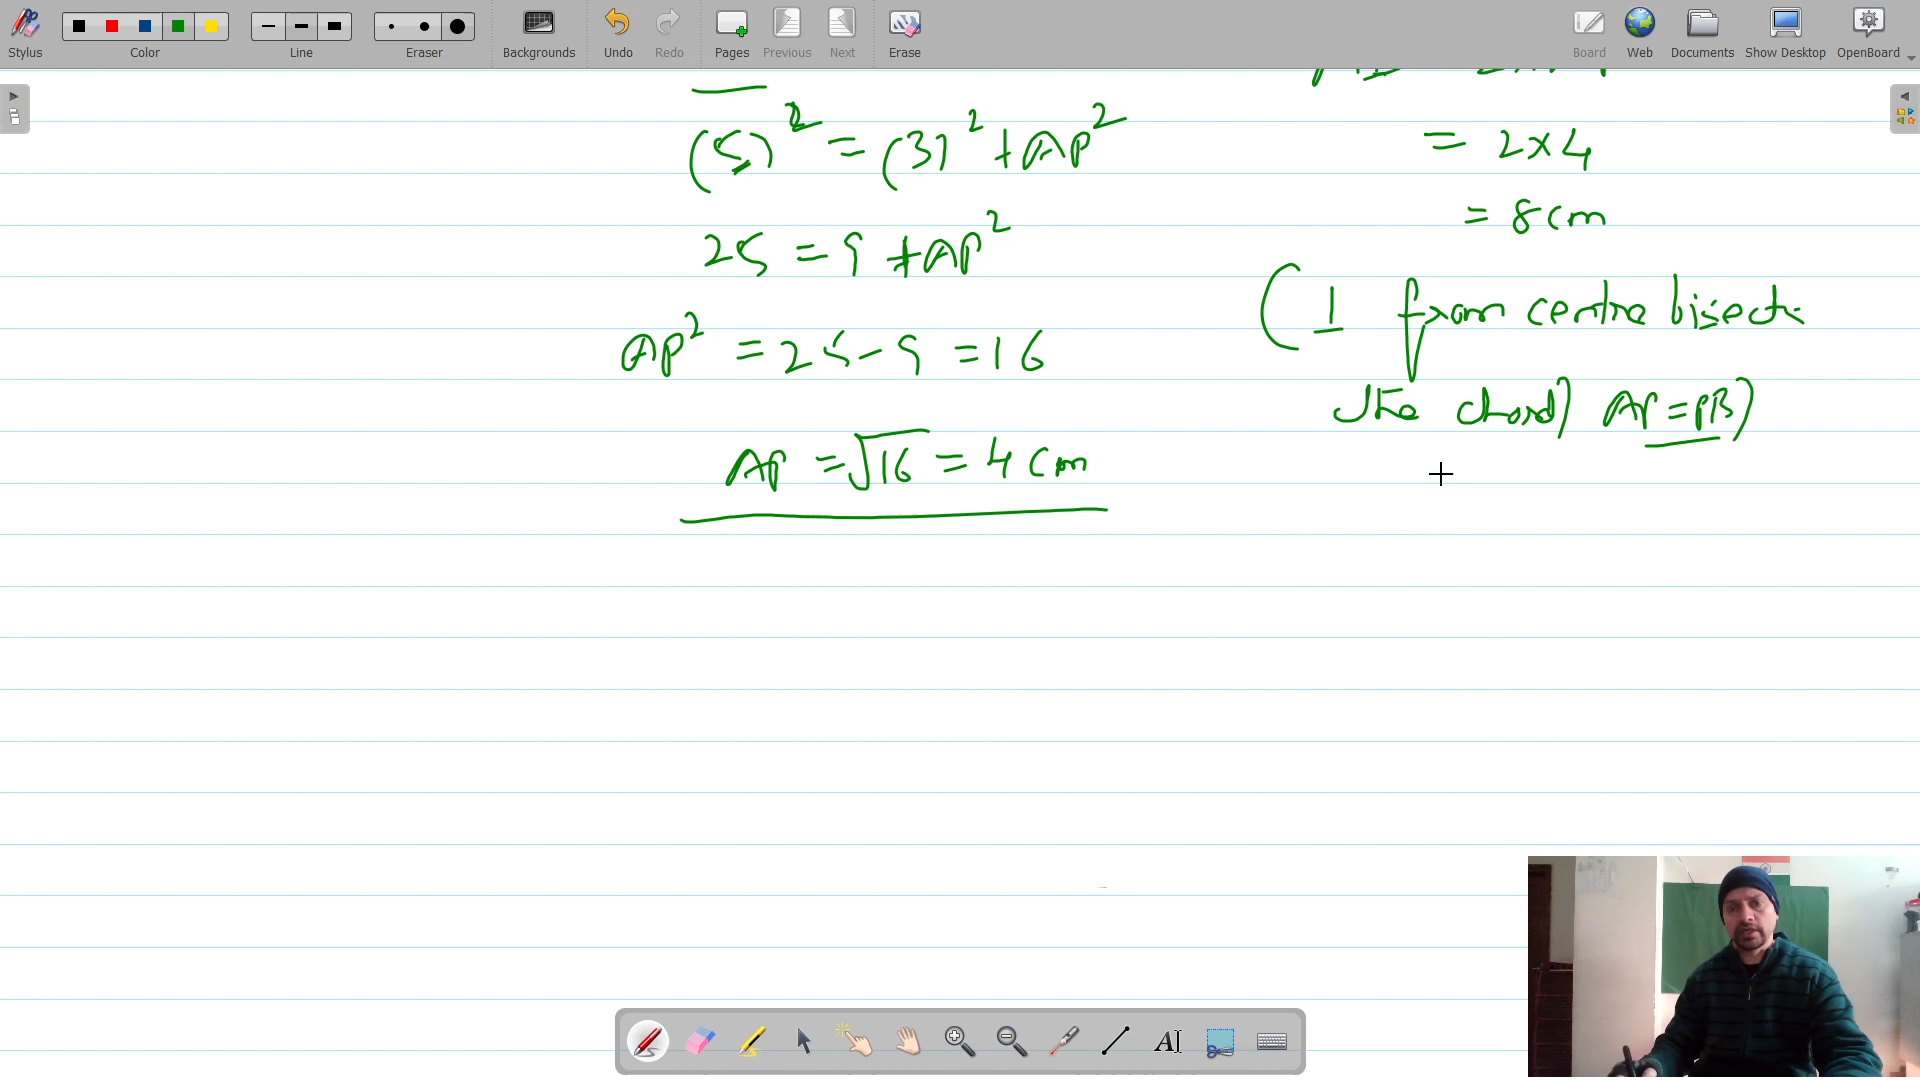 Stylus Color Line Eraser Backgrounds Undo Redo Pages Previous Next Erase Board Web Documents Show Desktop OpenBoard
(5)² = (3)² + AP²
25 = 9 + AP²
AP² = 25 - 9 = 16
AP = √16 = 4 cm
= 2 × 4
= 8 cm
(⊥ from centre bisects
the chord) AP = PB)